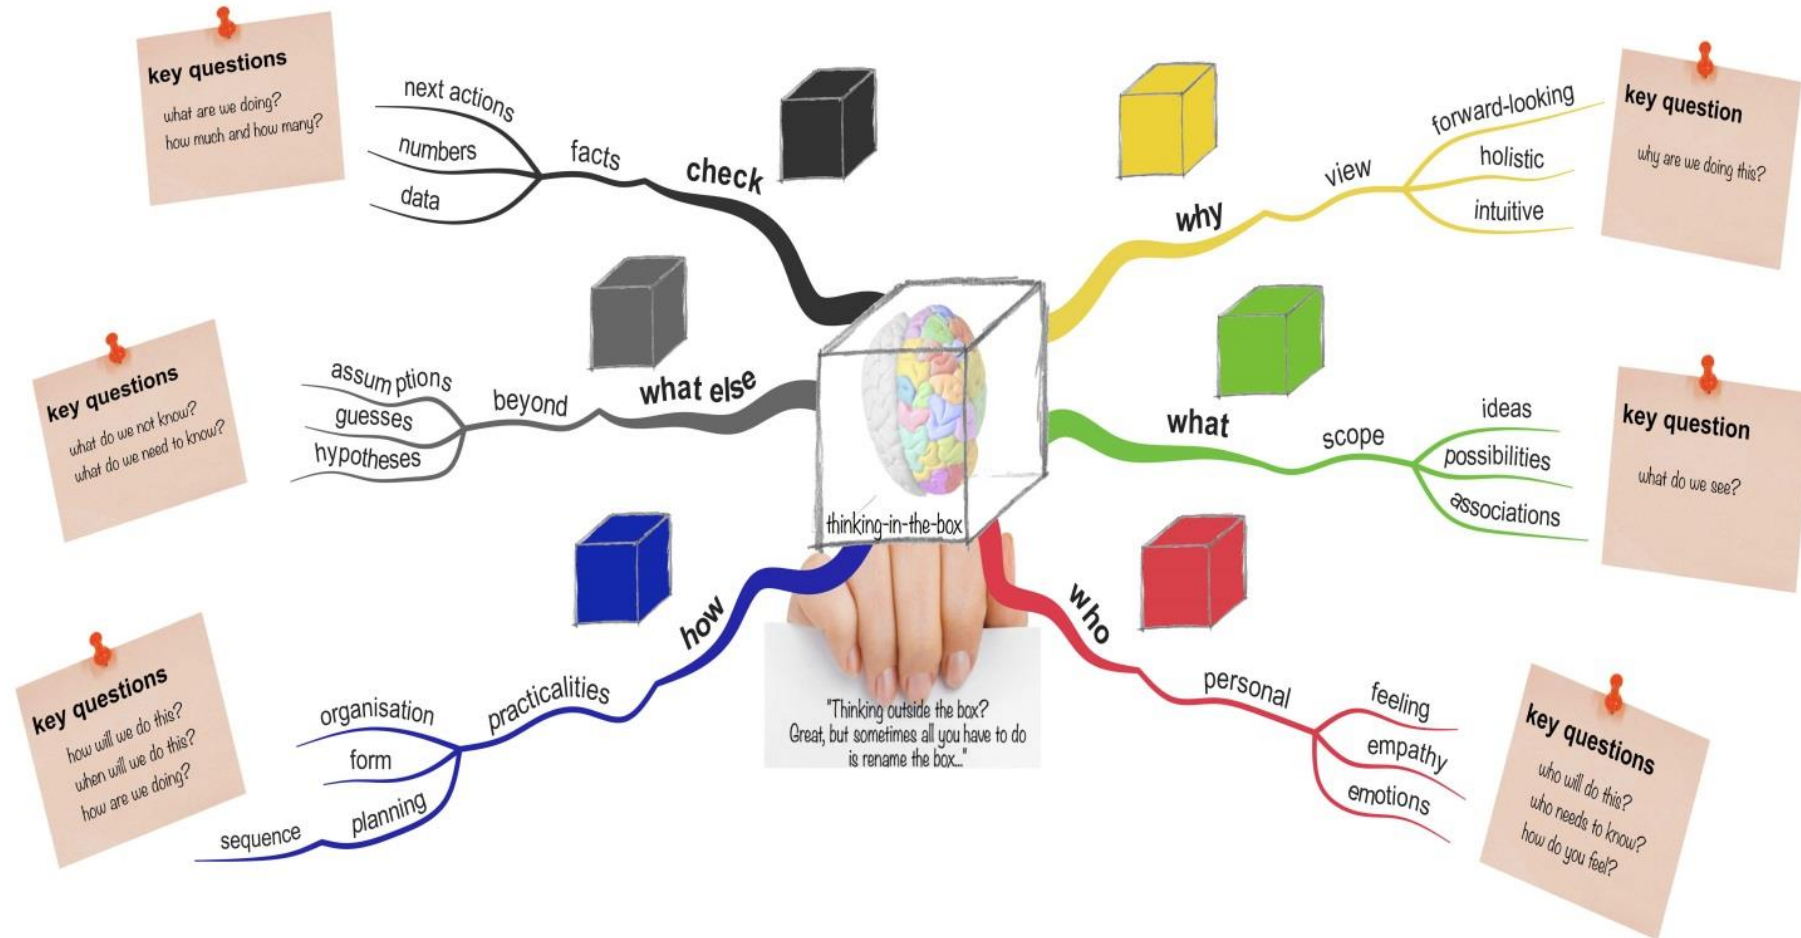 key questions
what are we doing?
how much and how many?
next actions
numbers
data
facts
check
key questions
what do we not know?
what do we need to know?
assumptions
guesses
hypotheses
beyond
what else
key questions
how will we do this?
when will we do this?
how are we doing?
organisation
form
planning
sequence
practicalities
how
thinking-in-the-box
"Thinking outside the box?
Great, but sometimes all you have to do
is rename the box..."
why
view
forward-looking
holistic
intuitive
key question
why are we doing this?
what
scope
ideas
possibilities
associations
key question
what do we see?
who
personal
feeling
empathy
emotions
key questions
who will do this?
who needs to know?
how do you feel?